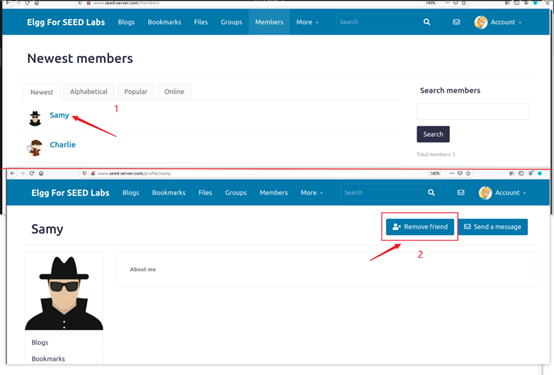 www.seed-server.com/members
140%
Elgg For SEED Labs Blogs Bookmarks Files Groups Members More Search Account
Newest members
Newest Alphabetical Popular Online
1
Samy
Charlie
Search members
Search
Total members: 5
www.seed-server.com/profile/samy
140%
Elgg For SEED Labs Blogs Bookmarks Files Groups Members More Search Account
Samy
Remove friend Send a message
2
About me
Blogs
Bookmarks